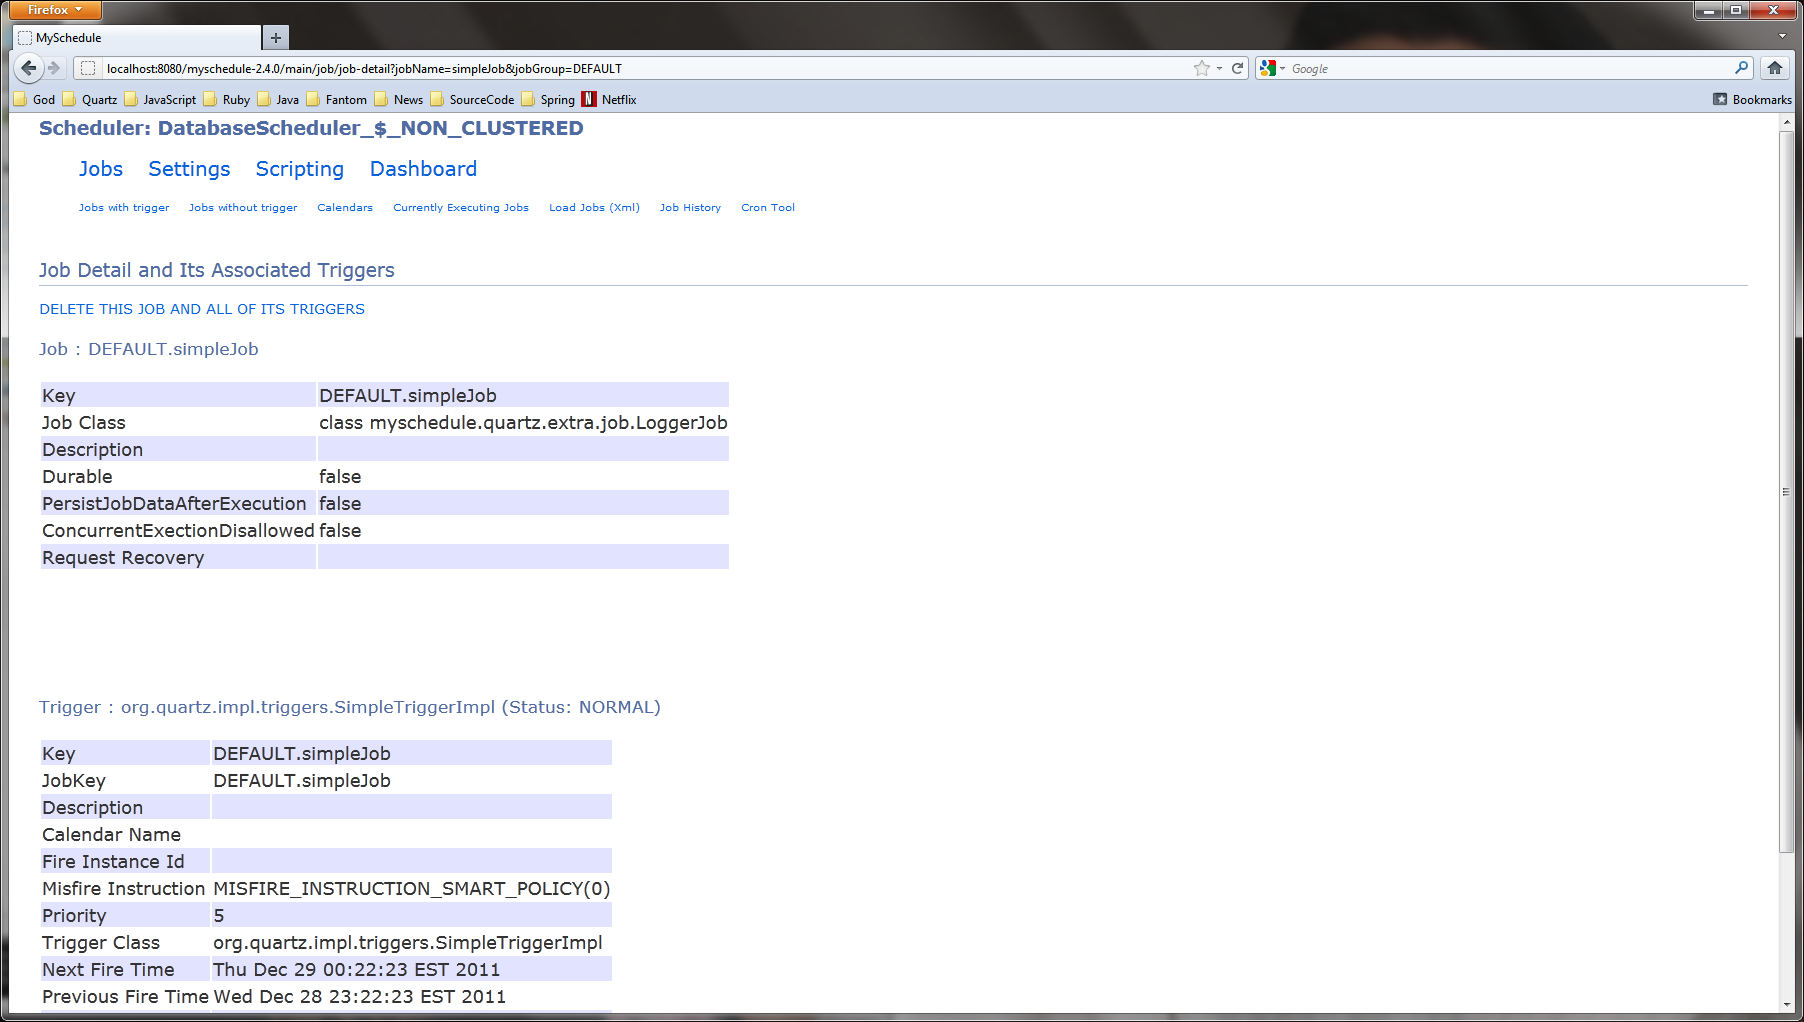 Firefox
MySchedule
localhost:8080/myschedule-2.4.0/main/job/job-detail?jobName=simpleJob&jobGroup=DEFAULT
Google
God Quartz JavaScript Ruby Java Fantom News SourceCode Spring Netflix Bookmarks
Scheduler: DatabaseScheduler_$_NON_CLUSTERED
Jobs Settings Scripting Dashboard
Jobs with trigger Jobs without trigger Calendars Currently Executing Jobs Load Jobs (Xml) Job History Cron Tool
Job Detail and Its Associated Triggers
DELETE THIS JOB AND ALL OF ITS TRIGGERS
Job : DEFAULT.simpleJob
Key DEFAULT.simpleJob
Job Class class myschedule.quartz.extra.job.LoggerJob
Description
Durable false
PersistJobDataAfterExecution false
ConcurrentExectionDisallowed false
Request Recovery
Trigger : org.quartz.impl.triggers.SimpleTriggerImpl (Status: NORMAL)
Key DEFAULT.simpleJob
JobKey DEFAULT.simpleJob
Description
Calendar Name
Fire Instance Id
Misfire Instruction MISFIRE_INSTRUCTION_SMART_POLICY(0)
Priority 5
Trigger Class org.quartz.impl.triggers.SimpleTriggerImpl
Next Fire Time Thu Dec 29 00:22:23 EST 2011
Previous Fire Time Wed Dec 28 23:22:23 EST 2011